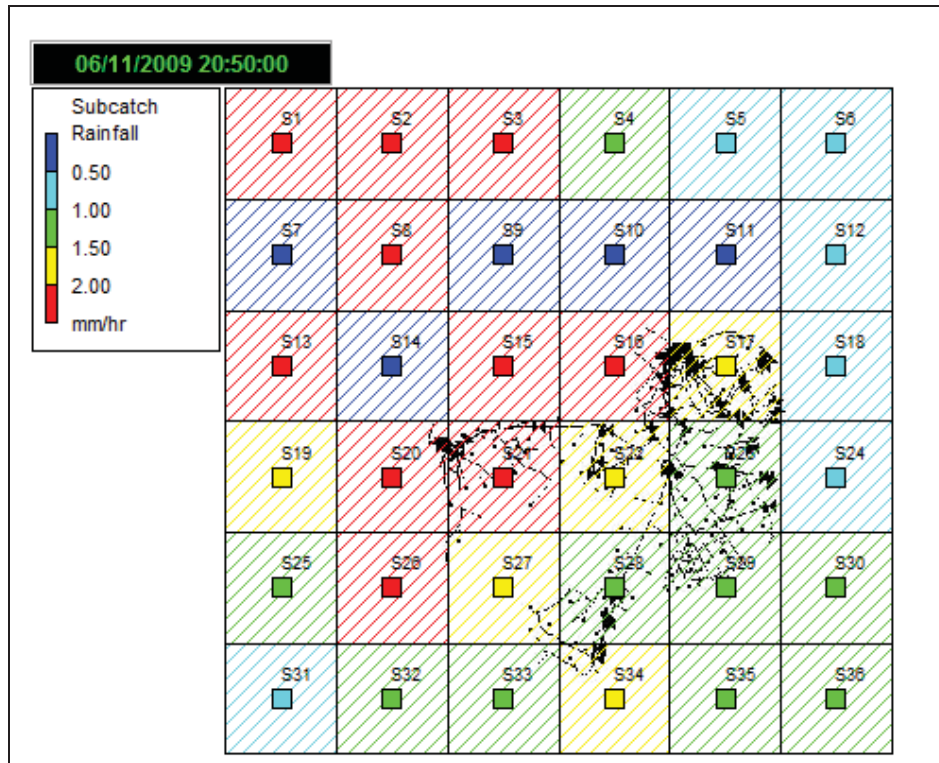 06/11/2009 20:50:00
Subcatch
Rainfall
0.50
1.00
1.50
2.00
mm/hr
S1 S2 S3 S4 S5 S6
S7 S8 S9 S10 S11 S12
S13 S14 S15 S16 S17 S18
S19 S20 S21 S22 S23 S24
S25 S26 S27 S28 S29 S30
S31 S32 S33 S34 S35 S36